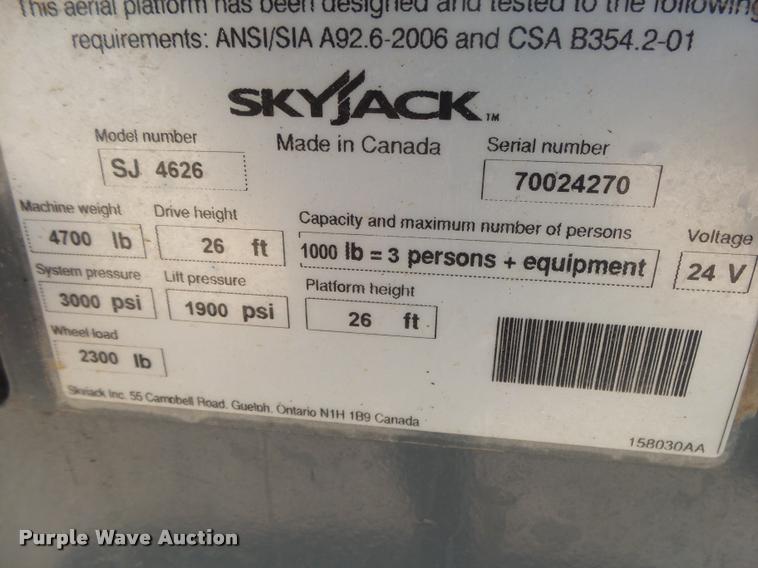 This aerial platform has been designed and tested to the following
requirements: ANSI/SIA A92.6-2006 and CSA B354.2-01
SKYJACK™
Model number
Made in Canada
Serial number
SJ 4626
70024270
Machine weight
Drive height
Capacity and maximum number of persons
Voltage
4700 lb
26 ft
1000 lb = 3 persons + equipment
24 V
System pressure
Lift pressure
Platform height
3000 psi
1900 psi
26 ft
Wheel load
2300 lb
Skyjack Inc. 55 Campbell Road, Guelph, Ontario N1H 1B9 Canada
158030AA
Purple Wave Auction